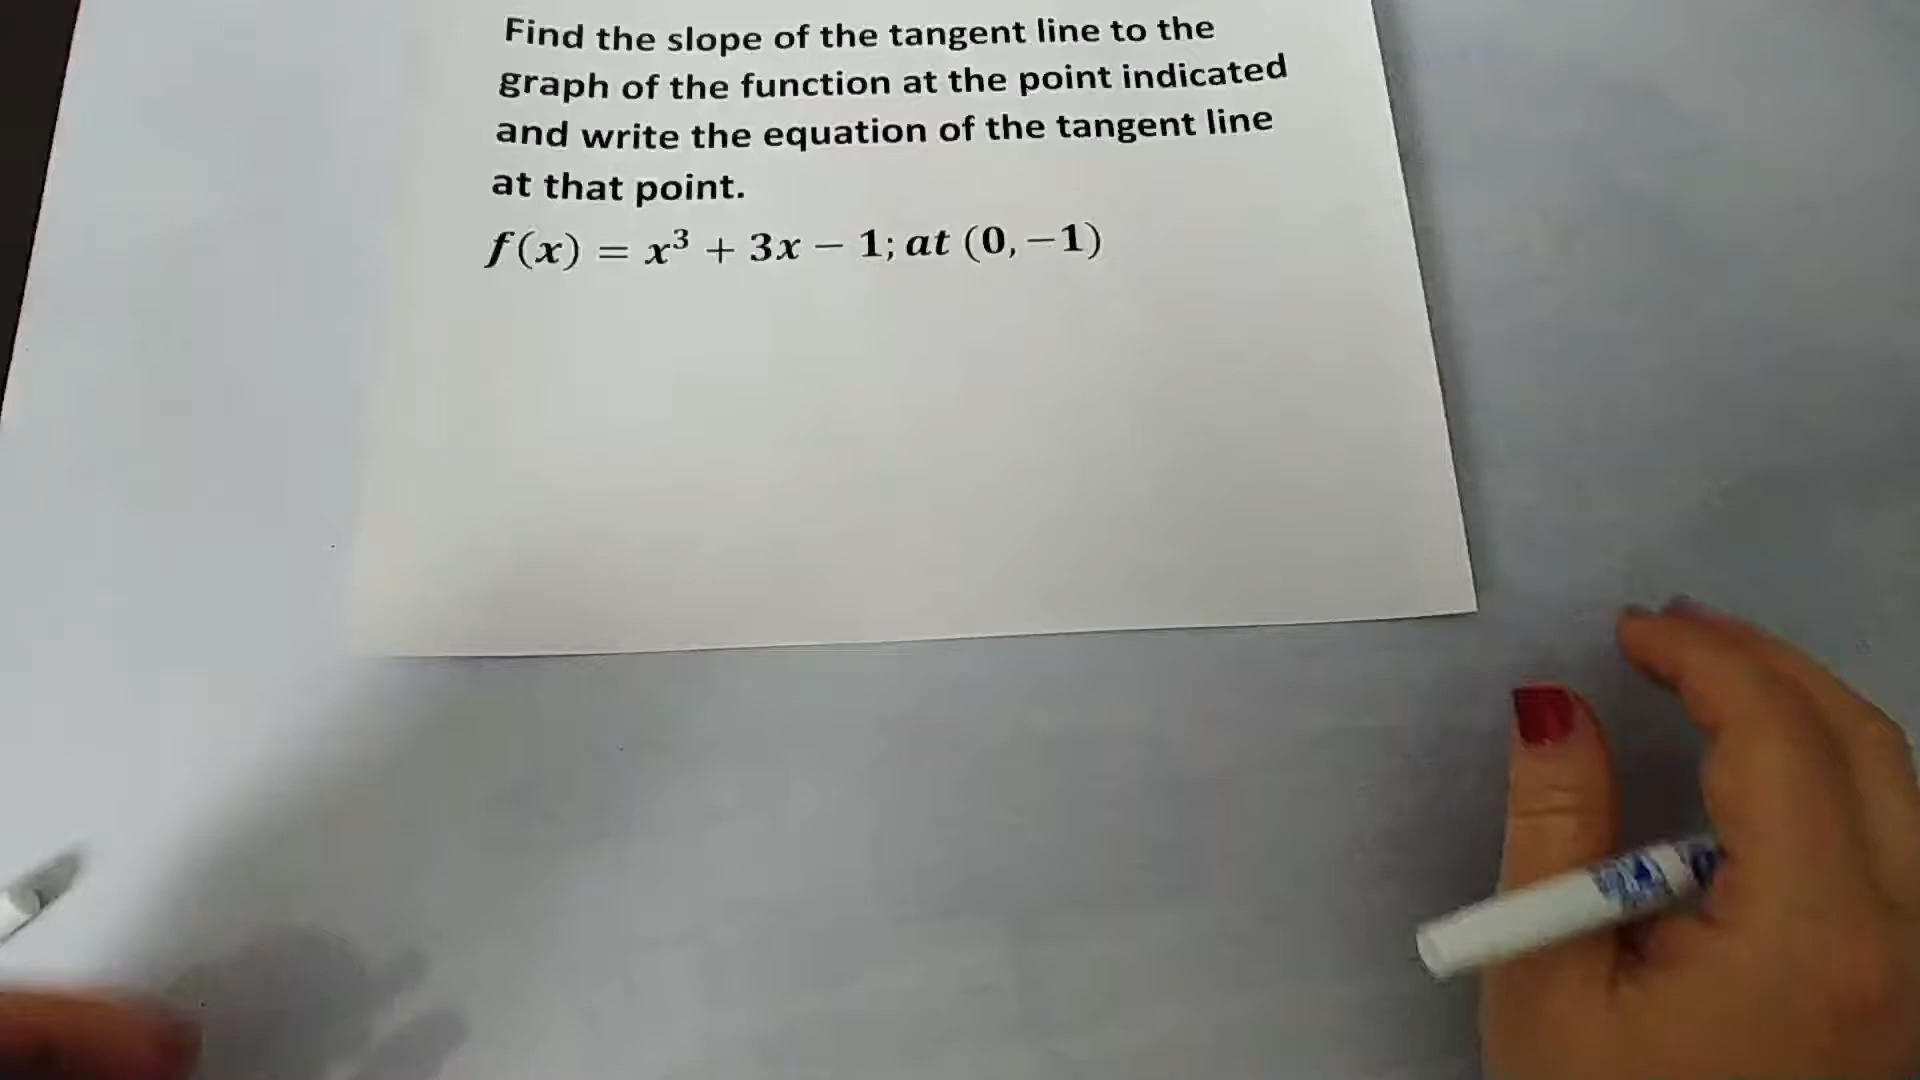 Find the slope of the tangent line to the
graph of the function at the point indicated
and write the equation of the tangent line
at that point.
f(x) = x³ + 3x − 1; at (0, −1)